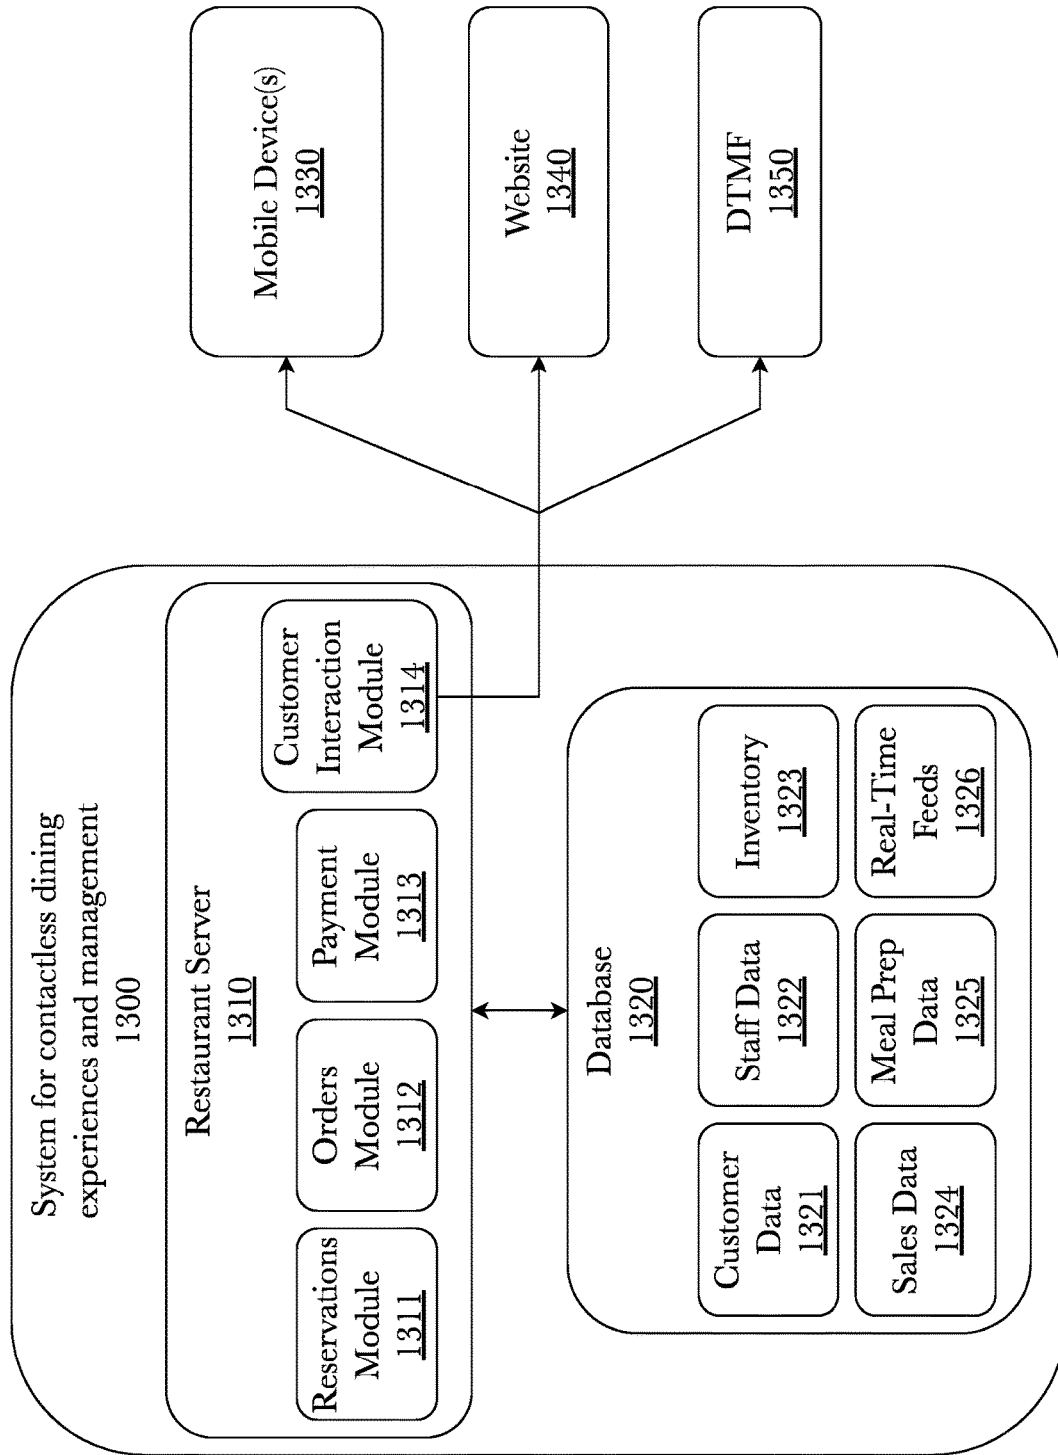 System for contactless dining
experiences and management
1300
Restaurant Server
1310
Reservations
Module
1311
Orders
Module
1312
Payment
Module
1313
Customer
Interaction
Module
1314
Database
1320
Customer
Data
1321
Staff Data
1322
Inventory
1323
Sales Data
1324
Meal Prep
Data
1325
Real-Time
Feeds
1326
Mobile Device(s)
1330
Website
1340
DTMF
1350